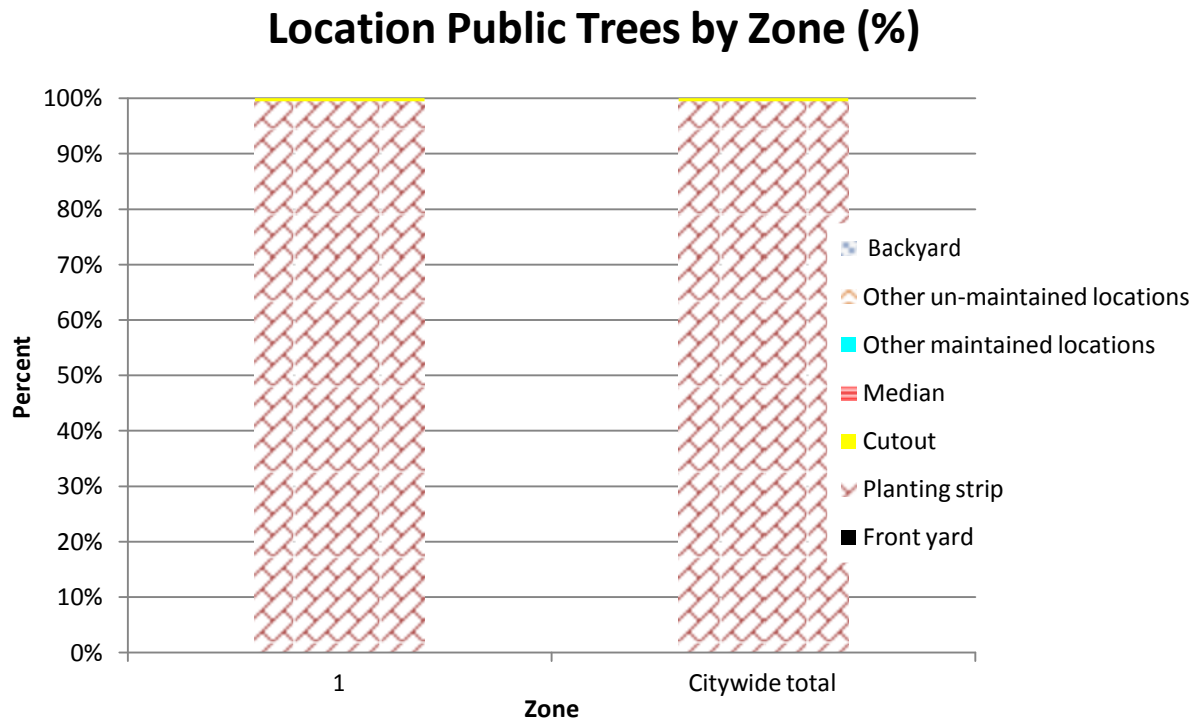 Location Public Trees by Zone (%)
100%
90%
80%
70%
60%
50%
40%
30%
20%
10%
0%
Percent
1
Citywide total
Zone
Backyard
Other un-maintained locations
Other maintained locations
Median
Cutout
Planting strip
Front yard